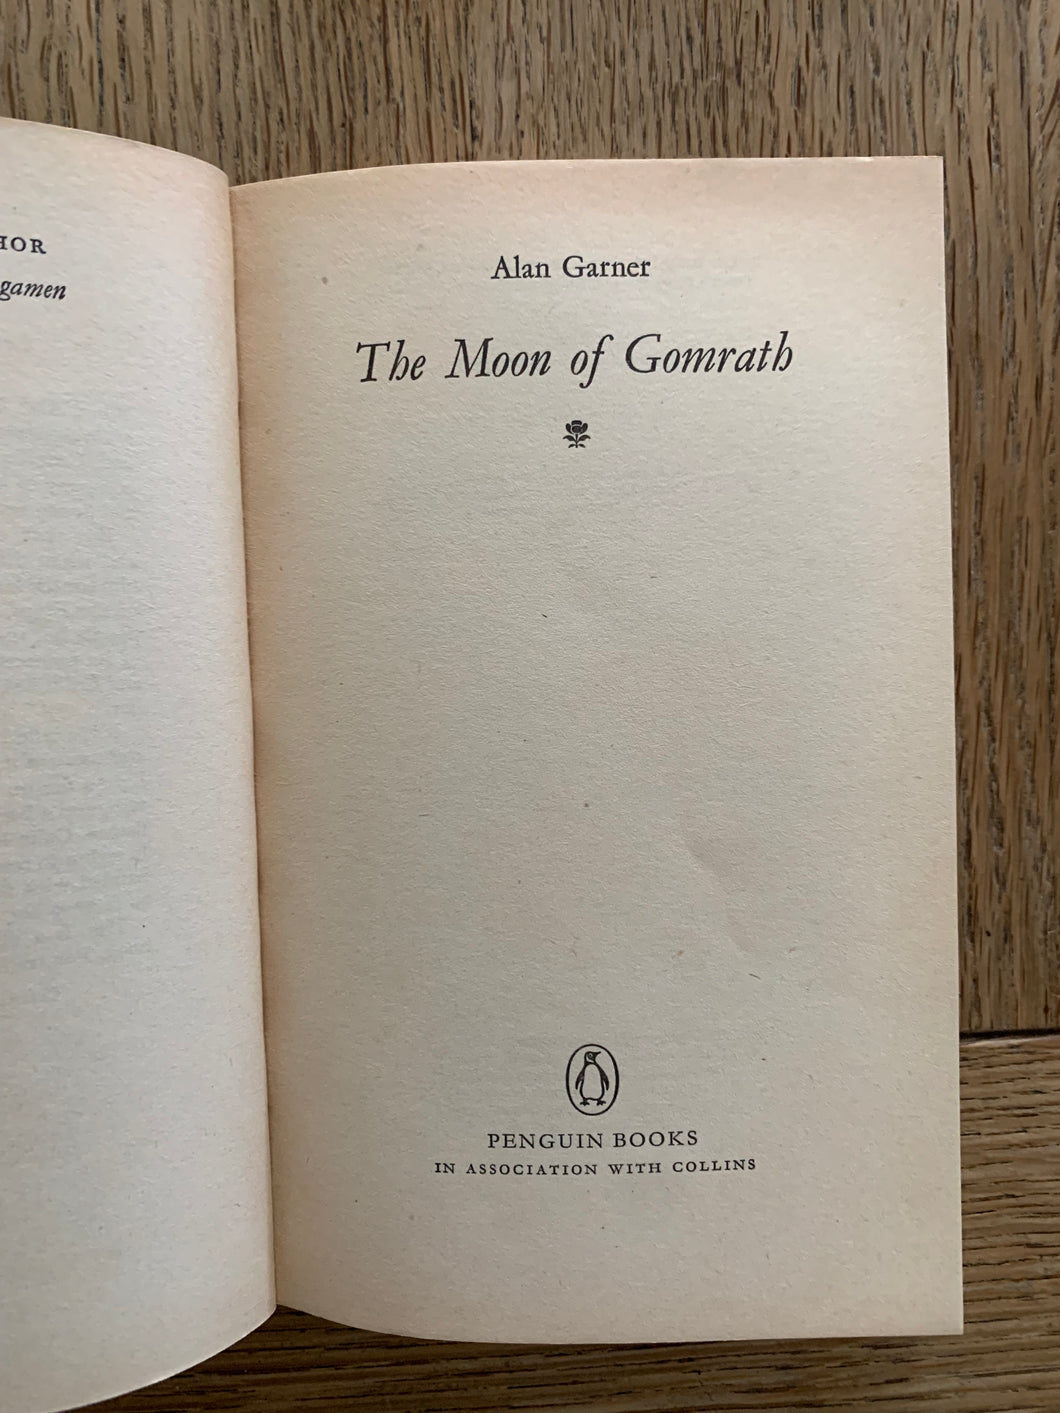 HOR
gamen
Alan Garner
The Moon of Gomrath
PENGUIN BOOKS
IN ASSOCIATION WITH COLLINS